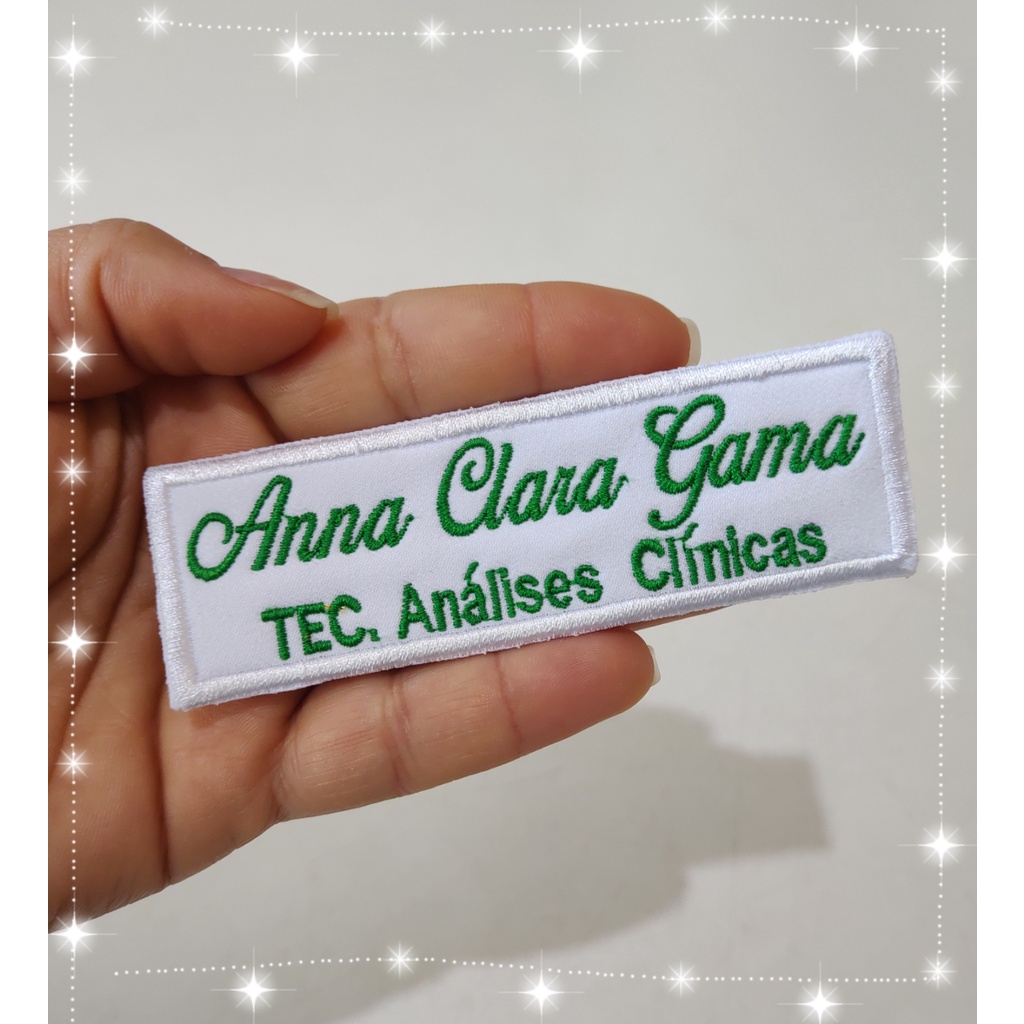 Anna Clara Gama
TEC. Análises Clínicas